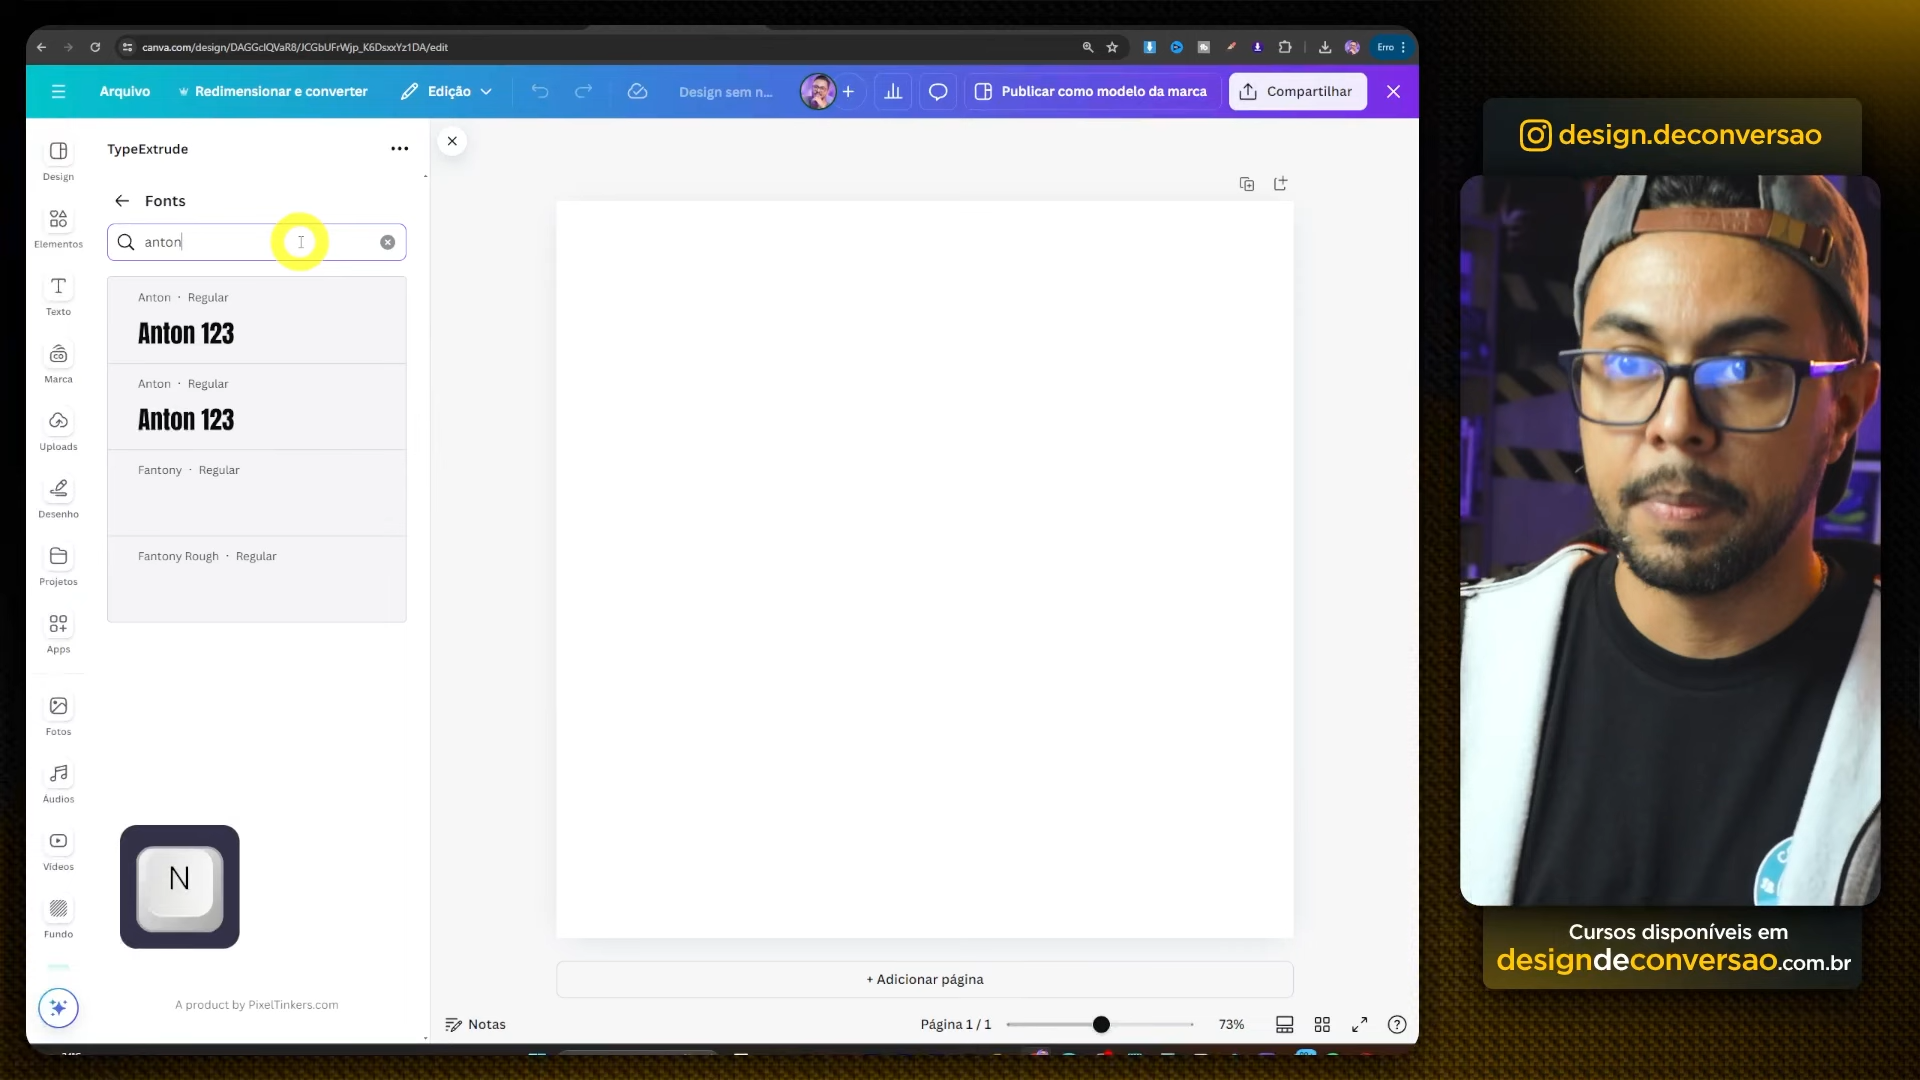 canva.com/design/DAGGclQVaR8/JCGbUFrWjp_K6DsxxYz1DA/edit
Erro
Arquivo
Redimensionar e converter
Edição
Design sem n...
Publicar como modelo da marca
Compartilhar
Design
Elementos
Texto
Marca
Uploads
Desenho
Projetos
Apps
Fotos
Áudios
Vídeos
Fundo
TypeExtrude
Fonts
anton
Anton · Regular
Anton 123
Anton · Regular
Anton 123
Fantony · Regular
Fantony Rough · Regular
N
A product by PixelTinkers.com
+ Adicionar página
Notas
Página 1 / 1
73%
design.deconversao
Cursos disponíveis em
designdeconversao.com.br